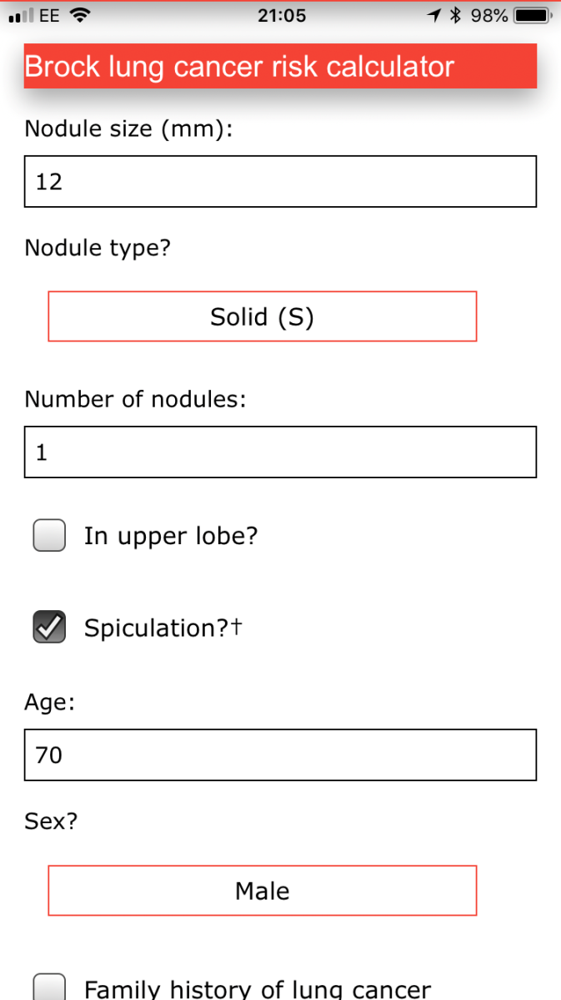 EE 21:05 98%
Brock lung cancer risk calculator
Nodule size (mm):
12
Nodule type?
Solid (S)
Number of nodules:
1
In upper lobe?
Spiculation?†
Age:
70
Sex?
Male
Family history of lung cancer